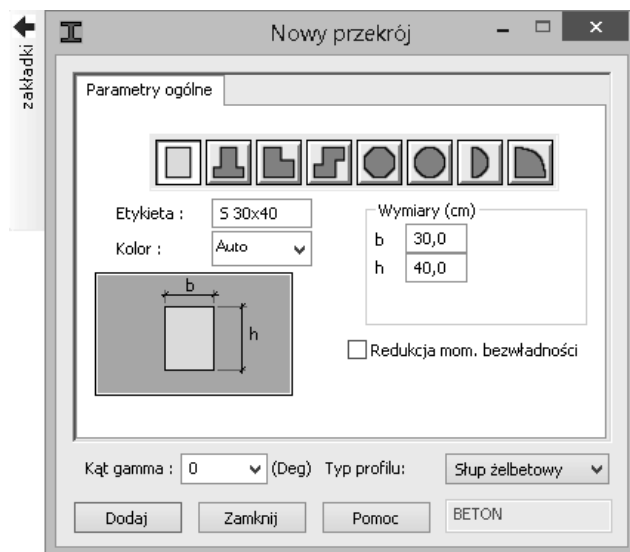 zakładki
Nowy przekrój
Parametry ogólne
Etykieta : S 30x40
Kolor : Auto
Wymiary (cm)
b 30,0
h 40,0
b
h
Redukcja mom. bezwładności
Kąt gamma : 0 (Deg) Typ profilu: Słup żelbetowy
Dodaj Zamknij Pomoc BETON